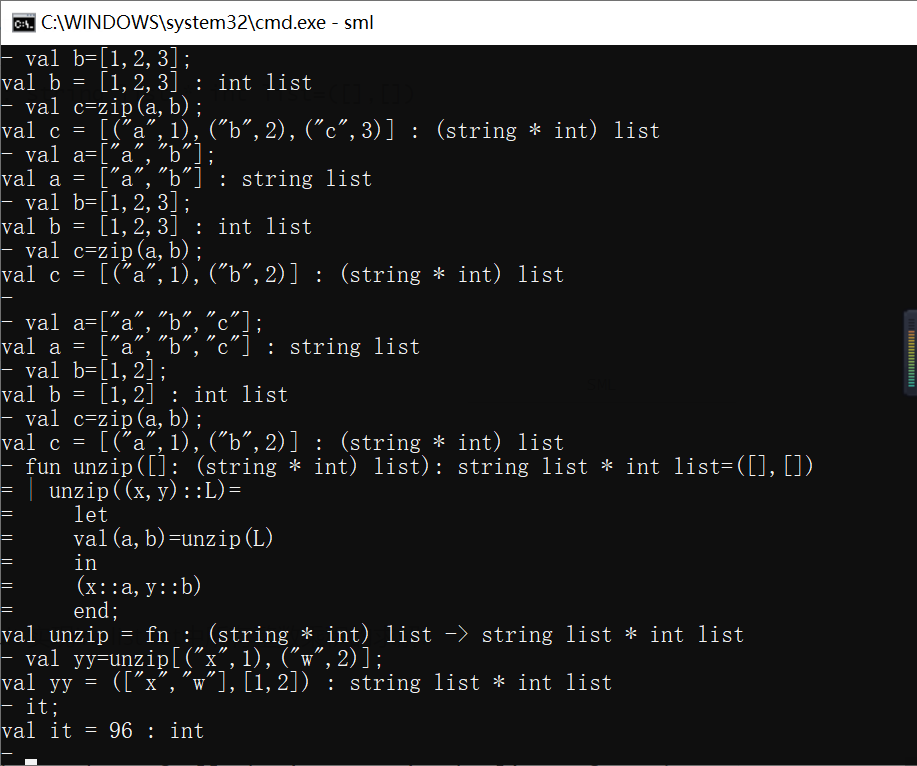 C:\WINDOWS\system32\cmd.exe - sml
- val b=[1,2,3];
val b = [1,2,3] : int list
- val c=zip(a,b);
val c = [("a",1),("b",2),("c",3)] : (string * int) list
- val a=["a","b"];
val a = ["a","b"] : string list
- val b=[1,2,3];
val b = [1,2,3] : int list
- val c=zip(a,b);
val c = [("a",1),("b",2)] : (string * int) list
-
- val a=["a","b","c"];
val a = ["a","b","c"] : string list
- val b=[1,2];
val b = [1,2] : int list
- val c=zip(a,b);
val c = [("a",1),("b",2)] : (string * int) list
- fun unzip([]: (string * int) list): string list * int list=([],[])
= | unzip((x,y)::L)=
=     let
=     val(a,b)=unzip(L)
=     in
=     (x::a,y::b)
=     end;
val unzip = fn : (string * int) list -> string list * int list
- val yy=unzip[("x",1),("w",2)];
val yy = (["x","w"],[1,2]) : string list * int list
- it;
val it = 96 : int
-